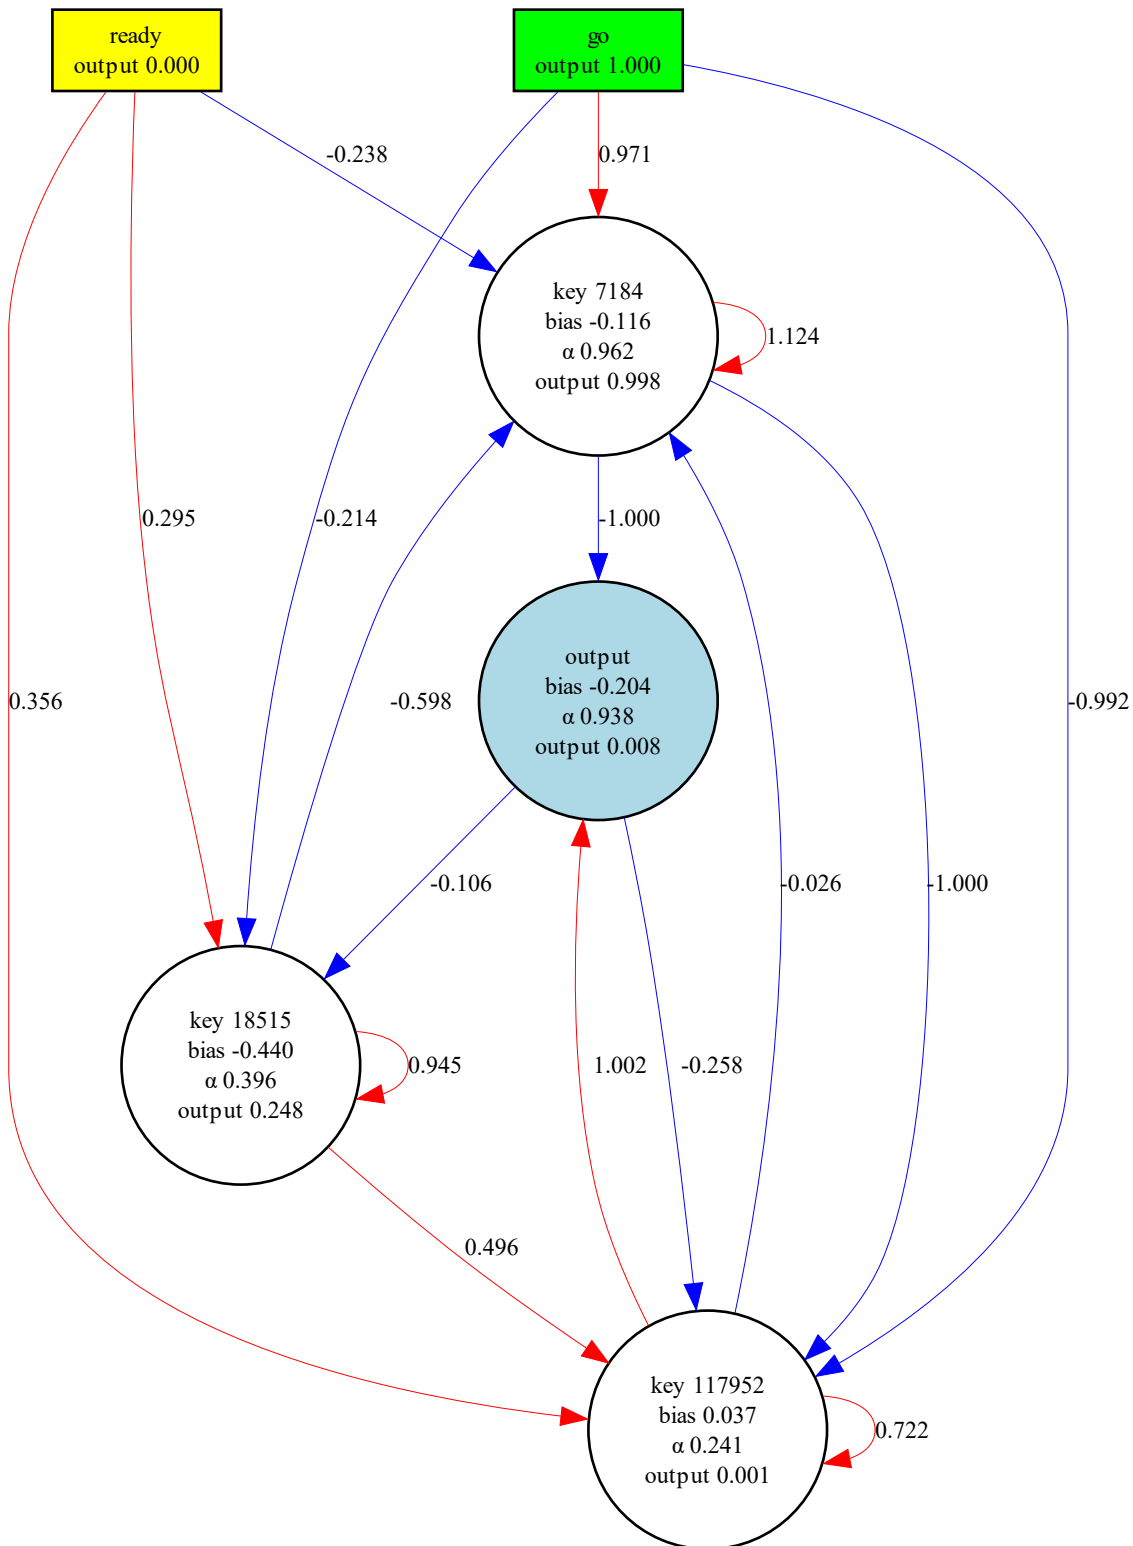 ready
output 0.000
go
output 1.000
-0.238
0.971
key 7184
bias -0.116
α 0.962
output 0.998
1.124
0.295
-0.214
-1.000
output
bias -0.204
α 0.938
output 0.008
0.356
-0.598
-0.992
-0.106
-0.026
-1.000
key 18515
bias -0.440
α 0.396
output 0.248
0.945
1.002
-0.258
0.496
key 117952
bias 0.037
α 0.241
output 0.001
0.722